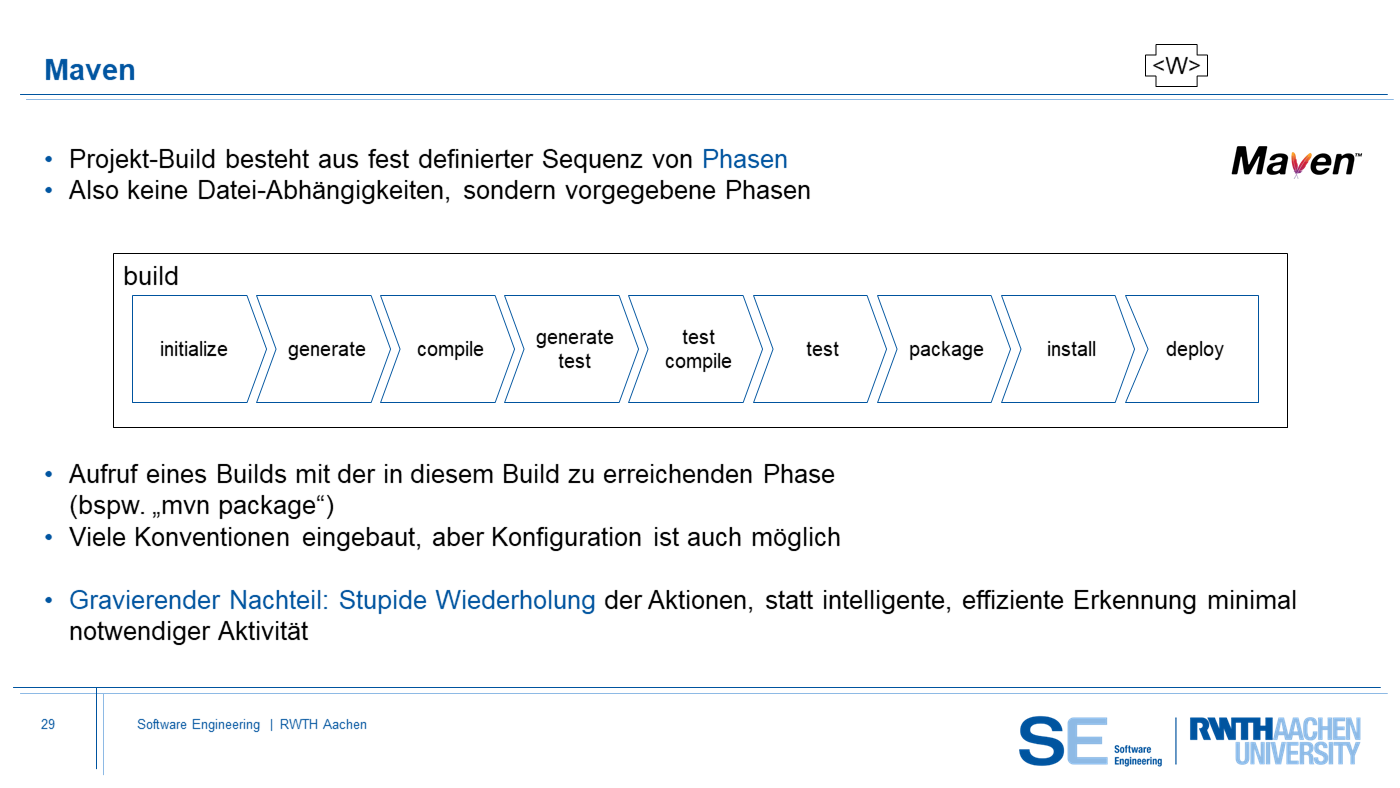 Maven
<W>
• Projekt-Build besteht aus fest definierter Sequenz von Phasen
• Also keine Datei-Abhängigkeiten, sondern vorgegebene Phasen
Maven™
build
initialize
generate
compile
generate
test
test
compile
test
package
install
deploy
• Aufruf eines Builds mit der in diesem Build zu erreichenden Phase
(bspw. „mvn package“)
• Viele Konventionen eingebaut, aber Konfiguration ist auch möglich
• Gravierender Nachteil: Stupide Wiederholung der Aktionen, statt intelligente, effiziente Erkennung minimal
notwendiger Aktivität
29
Software Engineering | RWTH Aachen
SE
Software
Engineering
RWTHAACHEN
UNIVERSITY